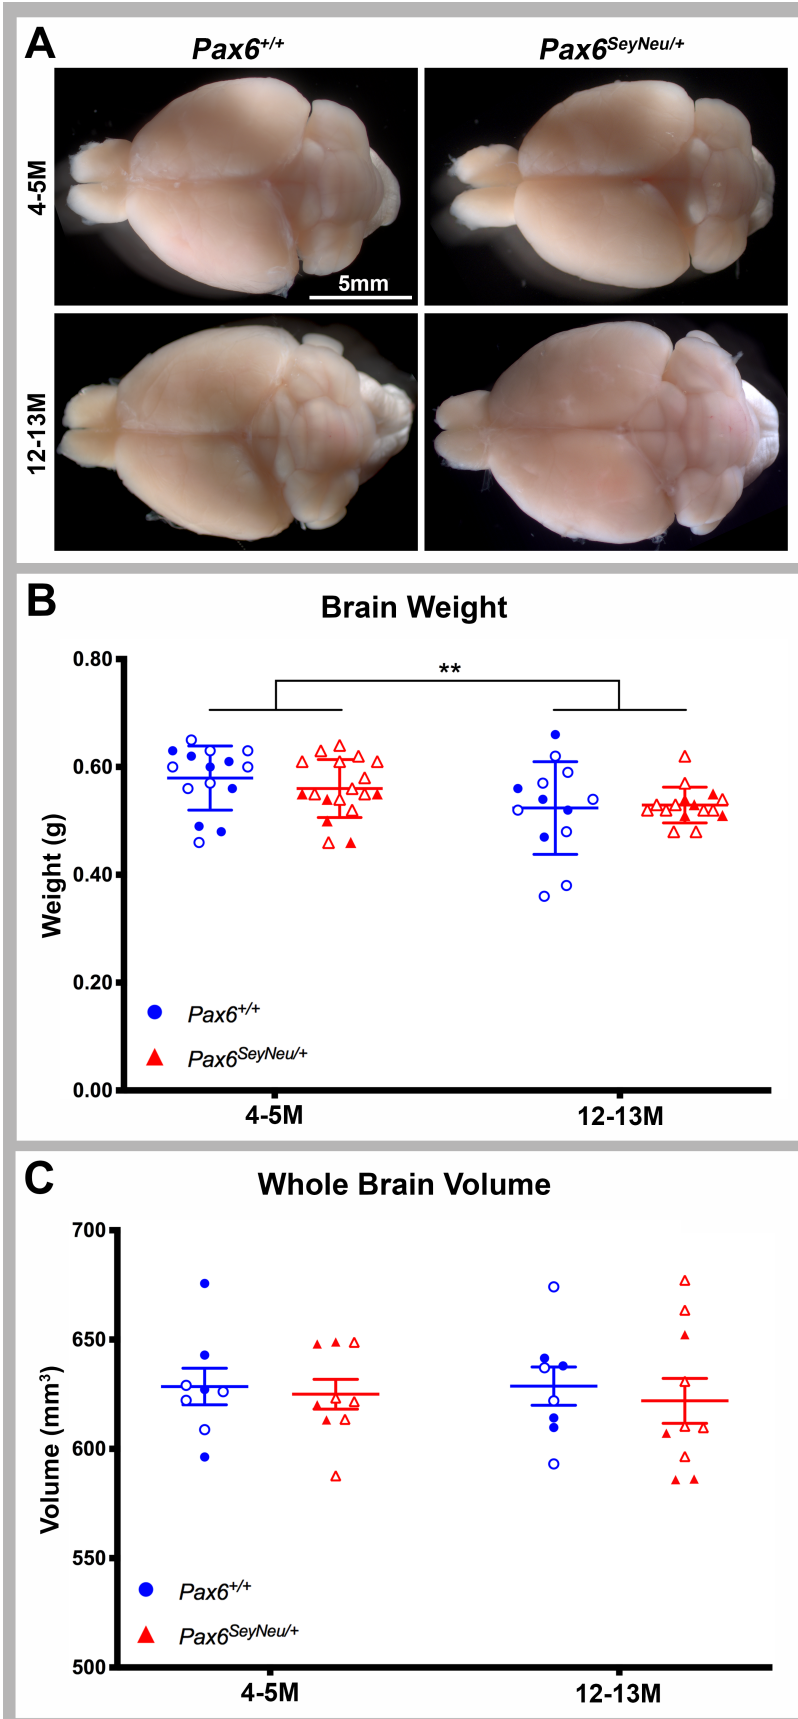 A
Pax6+/+
Pax6SeyNeu/+
4-5M
5mm
12-13M
B
Brain Weight
**
0.80
0.60
0.40
0.20
0.00
Weight (g)
Pax6+/+
Pax6SeyNeu/+
4-5M
12-13M
C
Whole Brain Volume
700
650
600
550
500
Volume (mm³)
Pax6+/+
Pax6SeyNeu/+
4-5M
12-13M